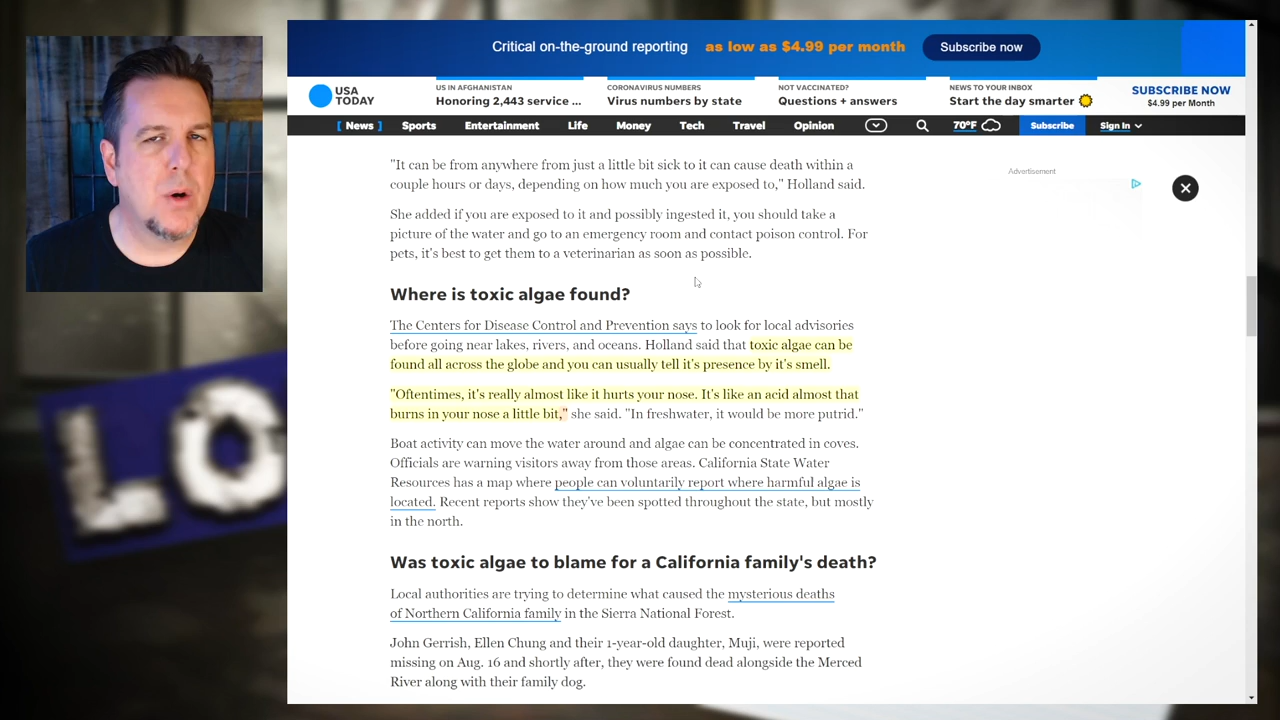 Critical on-the-ground reporting as low as $4.99 per month Subscribe now
USA
TODAY
US IN AFGHANISTAN
Honoring 2,443 service ...
CORONAVIRUS NUMBERS
Virus numbers by state
NOT VACCINATED?
Questions + answers
NEWS TO YOUR INBOX
Start the day smarter
SUBSCRIBE NOW
$4.99 per Month
[ News ] Sports Entertainment Life Money Tech Travel Opinion 70°F Subscribe Sign In
"It can be from anywhere from just a little bit sick to it can cause death within a
couple hours or days, depending on how much you are exposed to," Holland said.
She added if you are exposed to it and possibly ingested it, you should take a
picture of the water and go to an emergency room and contact poison control. For
pets, it's best to get them to a veterinarian as soon as possible.
Advertisement
Where is toxic algae found?
The Centers for Disease Control and Prevention says to look for local advisories
before going near lakes, rivers, and oceans. Holland said that toxic algae can be
found all across the globe and you can usually tell it's presence by it's smell.
"Oftentimes, it's really almost like it hurts your nose. It's like an acid almost that
burns in your nose a little bit," she said. "In freshwater, it would be more putrid."
Boat activity can move the water around and algae can be concentrated in coves.
Officials are warning visitors away from those areas. California State Water
Resources has a map where people can voluntarily report where harmful algae is
located. Recent reports show they've been spotted throughout the state, but mostly
in the north.
Was toxic algae to blame for a California family's death?
Local authorities are trying to determine what caused the mysterious deaths
of Northern California family in the Sierra National Forest.
John Gerrish, Ellen Chung and their 1-year-old daughter, Muji, were reported
missing on Aug. 16 and shortly after, they were found dead alongside the Merced
River along with their family dog.
LO